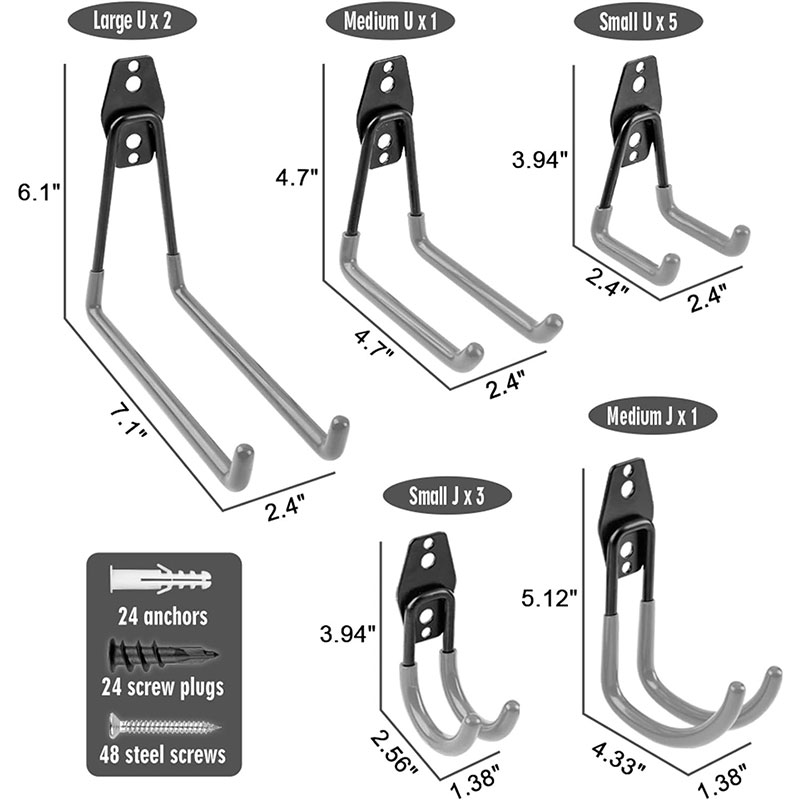 Large U x 2
Medium U x 1
Small U x 5
6.1"
7.1"
2.4"
4.7"
4.7"
2.4"
3.94"
2.4"
2.4"
Small J x 3
3.94"
2.56"
1.38"
Medium J x 1
5.12"
4.33"
1.38"
24 anchors
24 screw plugs
48 steel screws